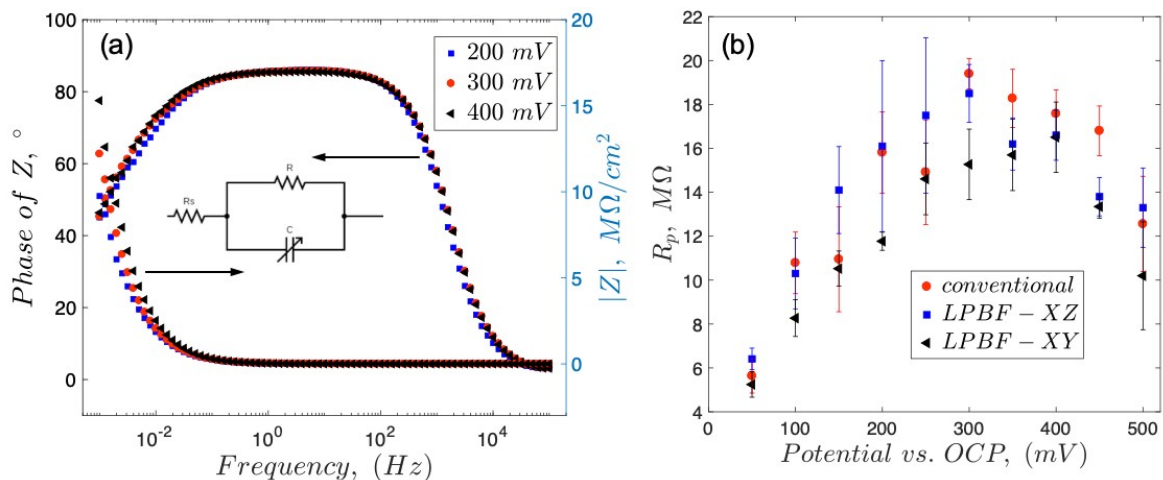 (a)
100
80
60
40
20
0
Phase of Z, °
200 mV
300 mV
400 mV
Rs
R
C
20
15
10
5
0
|Z|, MΩ/cm²
10⁻² 10⁰ 10² 10⁴
Frequency, (Hz)
(b)
22
20
18
16
14
12
10
8
6
4
Rₚ, MΩ
conventional
LPBF − XZ
LPBF − XY
0 100 200 300 400 500
Potential vs. OCP, (mV)